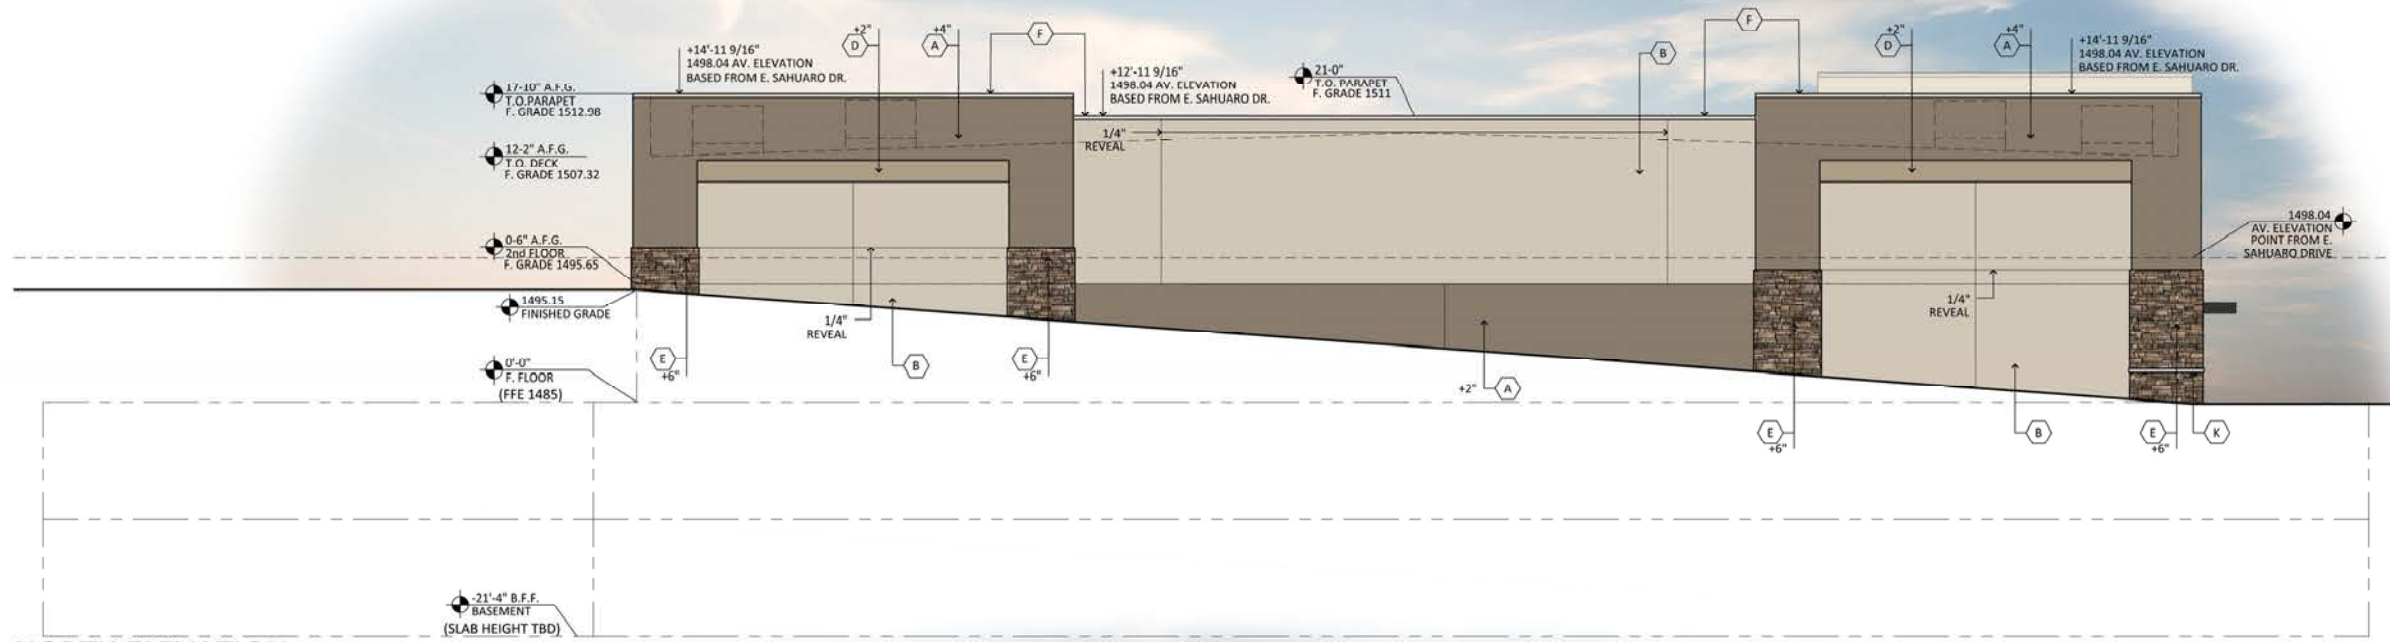 +2"
D
+4"
A
F
+14'-11 9/16"
1498.04 AV. ELEVATION
BASED FROM E. SAHUARO DR.
+12'-11 9/16"
1498.04 AV. ELEVATION
BASED FROM E. SAHUARO DR.
21-0"
T.O. PARAPET
F. GRADE 1511
B
F
+2"
D
+4"
A
+14'-11 9/16"
1498.04 AV. ELEVATION
BASED FROM E. SAHUARO DR.
17-10" A.F.G.
T.O.PARAPET
F. GRADE 1512.98
12-2" A.F.G.
T.O. DECK
F. GRADE 1507.32
1/4"
REVEAL
0-6" A.F.G.
2nd FLOOR
F. GRADE 1495.65
1495.15
FINISHED GRADE
1498.04
AV. ELEVATION
POINT FROM E.
SAHUARO DRIVE
1/4"
REVEAL
1/4"
REVEAL
0'-0"
F. FLOOR
(FFE 1485)
E
+6"
B
E
+6"
+2"
A
E
+6"
B
E
+6"
K
-21'-4" B.F.F.
BASEMENT
(SLAB HEIGHT TBD)